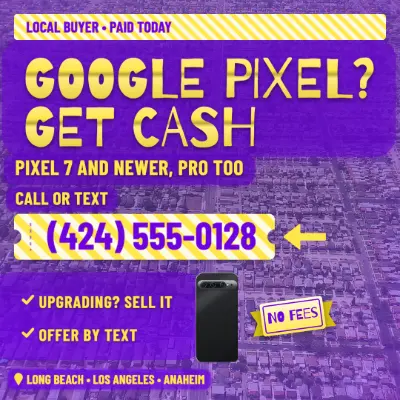 LOCAL BUYER • PAID TODAY
GOOGLE PIXEL?
GET CASH
PIXEL 7 AND NEWER, PRO TOO
CALL OR TEXT
(424) 555-0128
UPGRADING? SELL IT
OFFER BY TEXT
NO FEES
LONG BEACH • LOS ANGELES • ANAHEIM